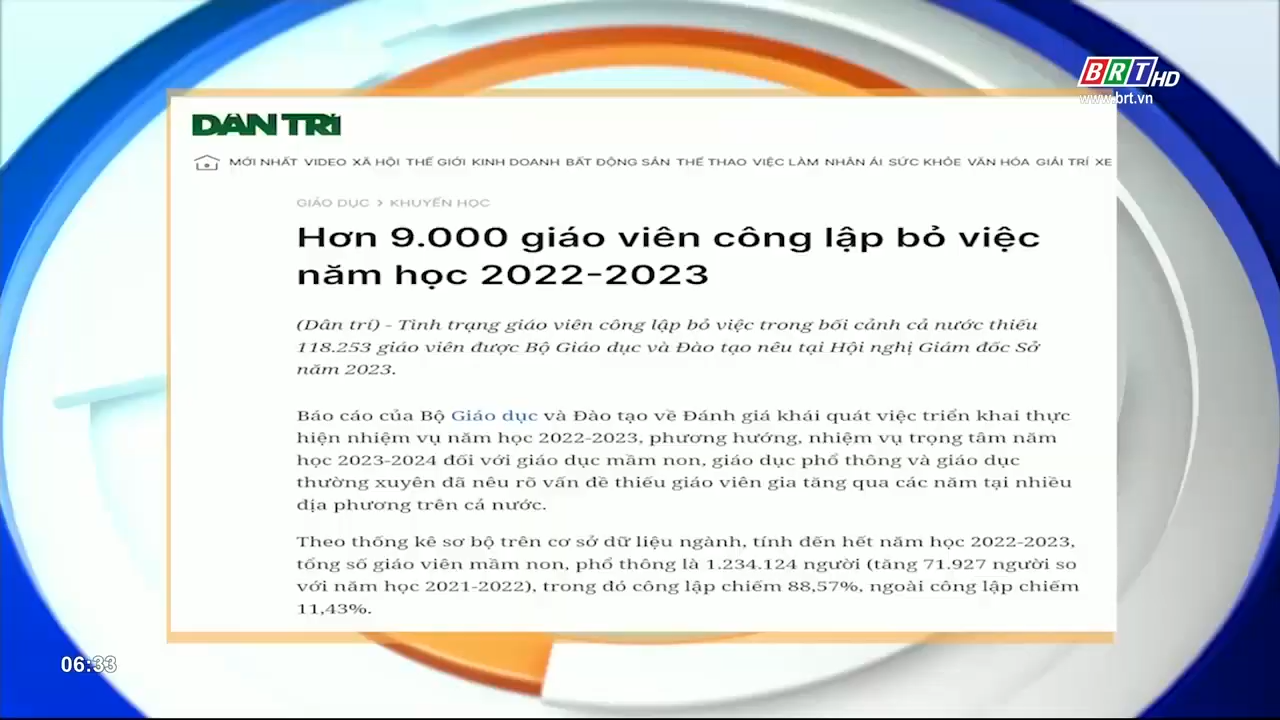 BRT HD
www.brt.vn
DÂN TRÍ
MỚI NHẤT VIDEO XÃ HỘI THẾ GIỚI KINH DOANH BẤT ĐỘNG SẢN THỂ THAO VIỆC LÀM NHÂN ÁI SỨC KHỎE VĂN HÓA GIẢI TRÍ XE
GIÁO DỤC > KHUYẾN HỌC
Hơn 9.000 giáo viên công lập bỏ việc
năm học 2022-2023
(Dân trí) - Tình trạng giáo viên công lập bỏ việc trong bối cảnh cả nước thiếu
118.253 giáo viên được Bộ Giáo dục và Đào tạo nêu tại Hội nghị Giám đốc Sở
năm 2023.
Báo cáo của Bộ Giáo dục và Đào tạo về Đánh giá khái quát việc triển khai thực
hiện nhiệm vụ năm học 2022-2023, phương hướng, nhiệm vụ trọng tâm năm
học 2023-2024 đối với giáo dục mầm non, giáo dục phổ thông và giáo dục
thường xuyên đã nêu rõ vấn đề thiếu giáo viên gia tăng qua các năm tại nhiều
địa phương trên cả nước.
Theo thống kê sơ bộ trên cơ sở dữ liệu ngành, tính đến hết năm học 2022-2023,
tổng số giáo viên mầm non, phổ thông là 1.234.124 người (tăng 71.927 người so
với năm học 2021-2022), trong đó công lập chiếm 88,57%, ngoài công lập chiếm
11,43%.
06:33